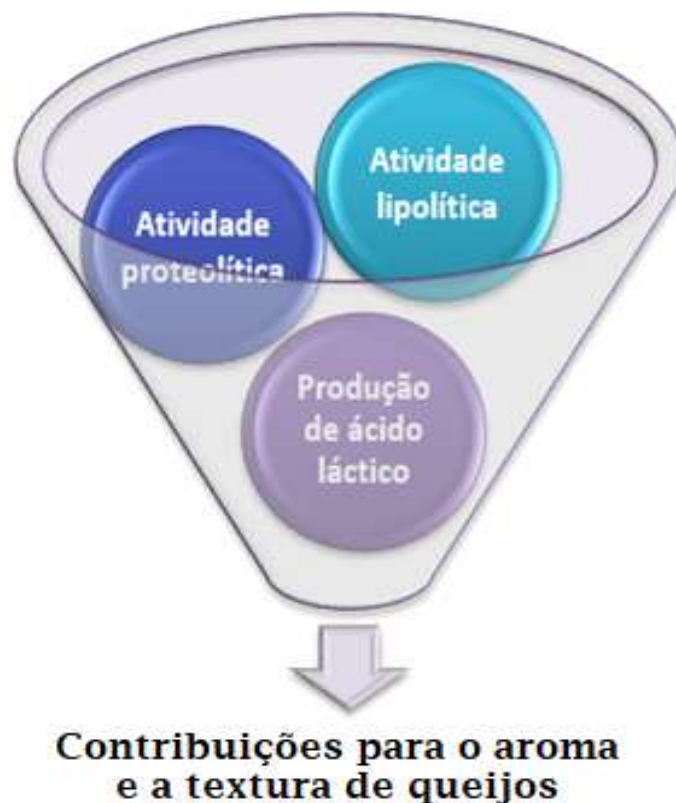 Atividade
lipolítica
Atividade
proteolítica
Produção
de ácido
láctico
Contribuições para o aroma
e a textura de queijos